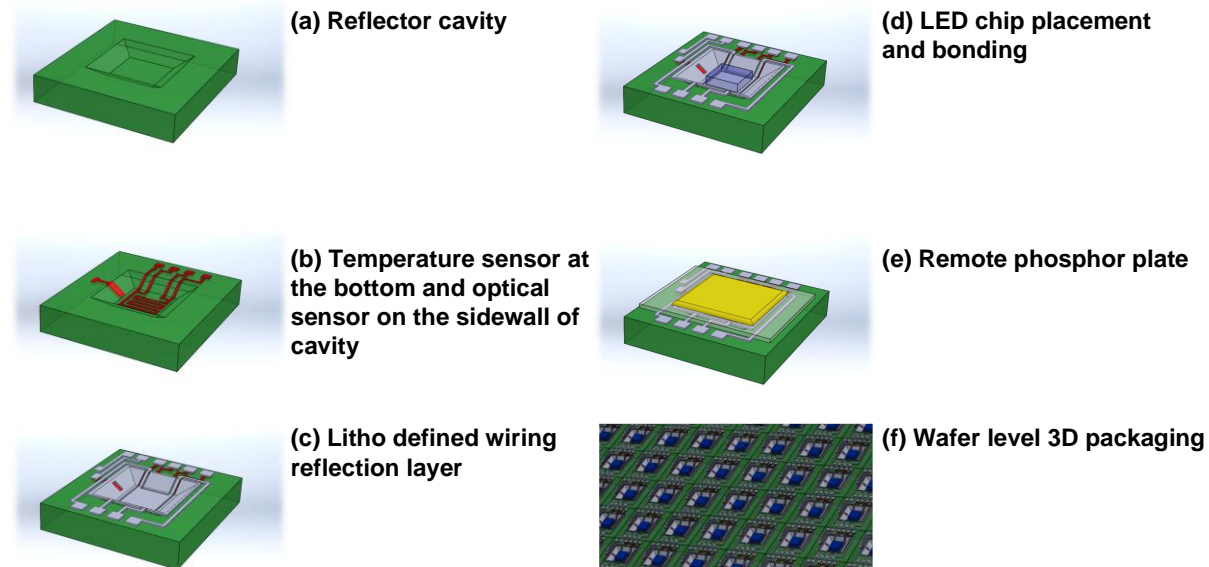 (a) Reflector cavity
(b) Temperature sensor at
the bottom and optical
sensor on the sidewall of
cavity
(c) Litho defined wiring
reflection layer
(d) LED chip placement
and bonding
(e) Remote phosphor plate
(f) Wafer level 3D packaging